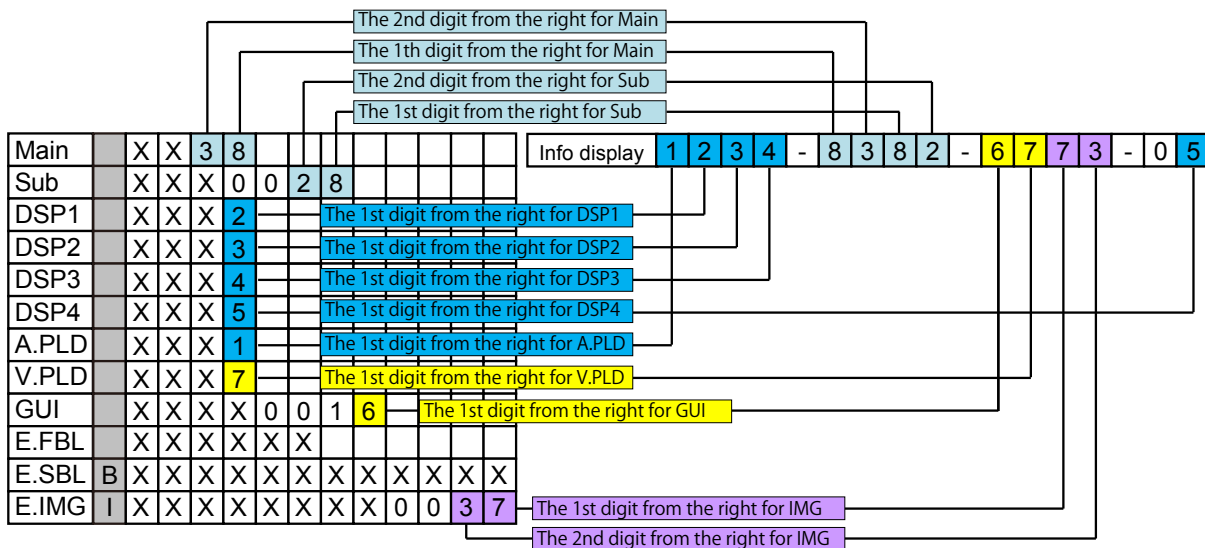 The 2nd digit from the right for Main
The 1th digit from the right for Main
The 2nd digit from the right for Sub
The 1st digit from the right for Sub
Main X X 3 8
Info display 1 2 3 4 - 8 3 8 2 - 6 7 7 3 - 0 5
Sub X X X 0 0 2 8
DSP1 X X X 2 The 1st digit from the right for DSP1
DSP2 X X X 3 The 1st digit from the right for DSP2
DSP3 X X X 4 The 1st digit from the right for DSP3
DSP4 X X X 5 The 1st digit from the right for DSP4
A.PLD X X X 1 The 1st digit from the right for A.PLD
V.PLD X X X 7 The 1st digit from the right for V.PLD
GUI X X X X 0 0 1 6 The 1st digit from the right for GUI
E.FBL X X X X X X
E.SBL B X X X X X X X X X X X X
E.IMG I X X X X X X X X 0 0 3 7 The 1st digit from the right for IMG
The 2nd digit from the right for IMG